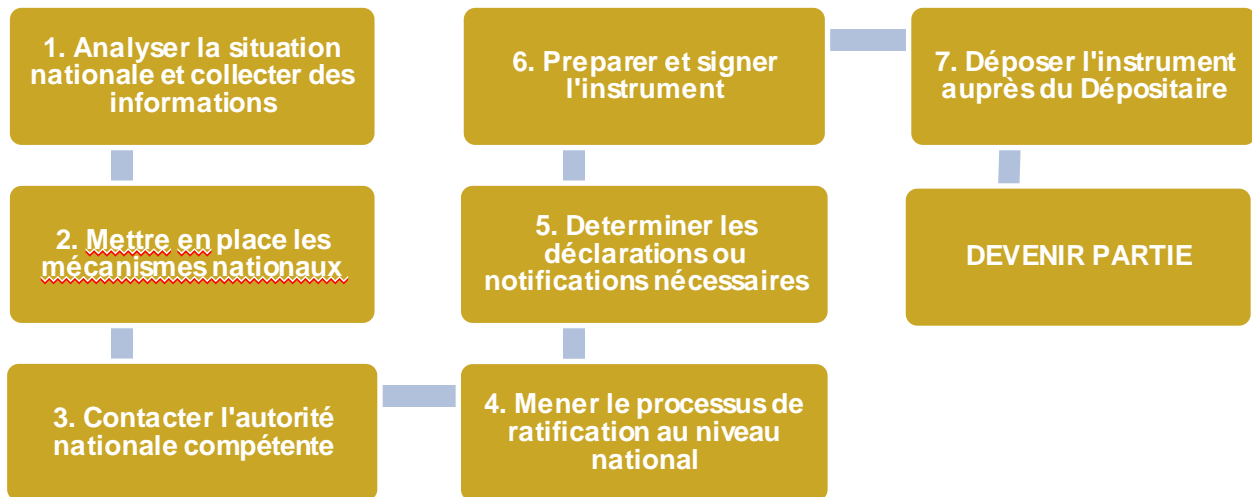 1. Analyser la situation
nationale et collecter des
informations
2. Mettre en place les
mécanismes nationaux
3. Contacter l'autorité
nationale compétente
4. Mener le processus de
ratification au niveau
national
5. Determiner les
déclarations ou
notifications nécessaires
6. Preparer et signer
l'instrument
7. Déposer l'instrument
auprès du Dépositaire
DEVENIR PARTIE